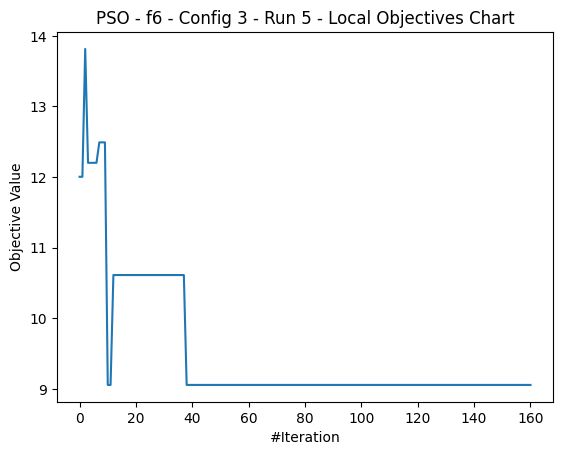 PSO - f6 - Config 3 - Run 5 - Local Objectives Chart
14
13
12
11
10
9
Objective Value
0 20 40 60 80 100 120 140 160
#Iteration